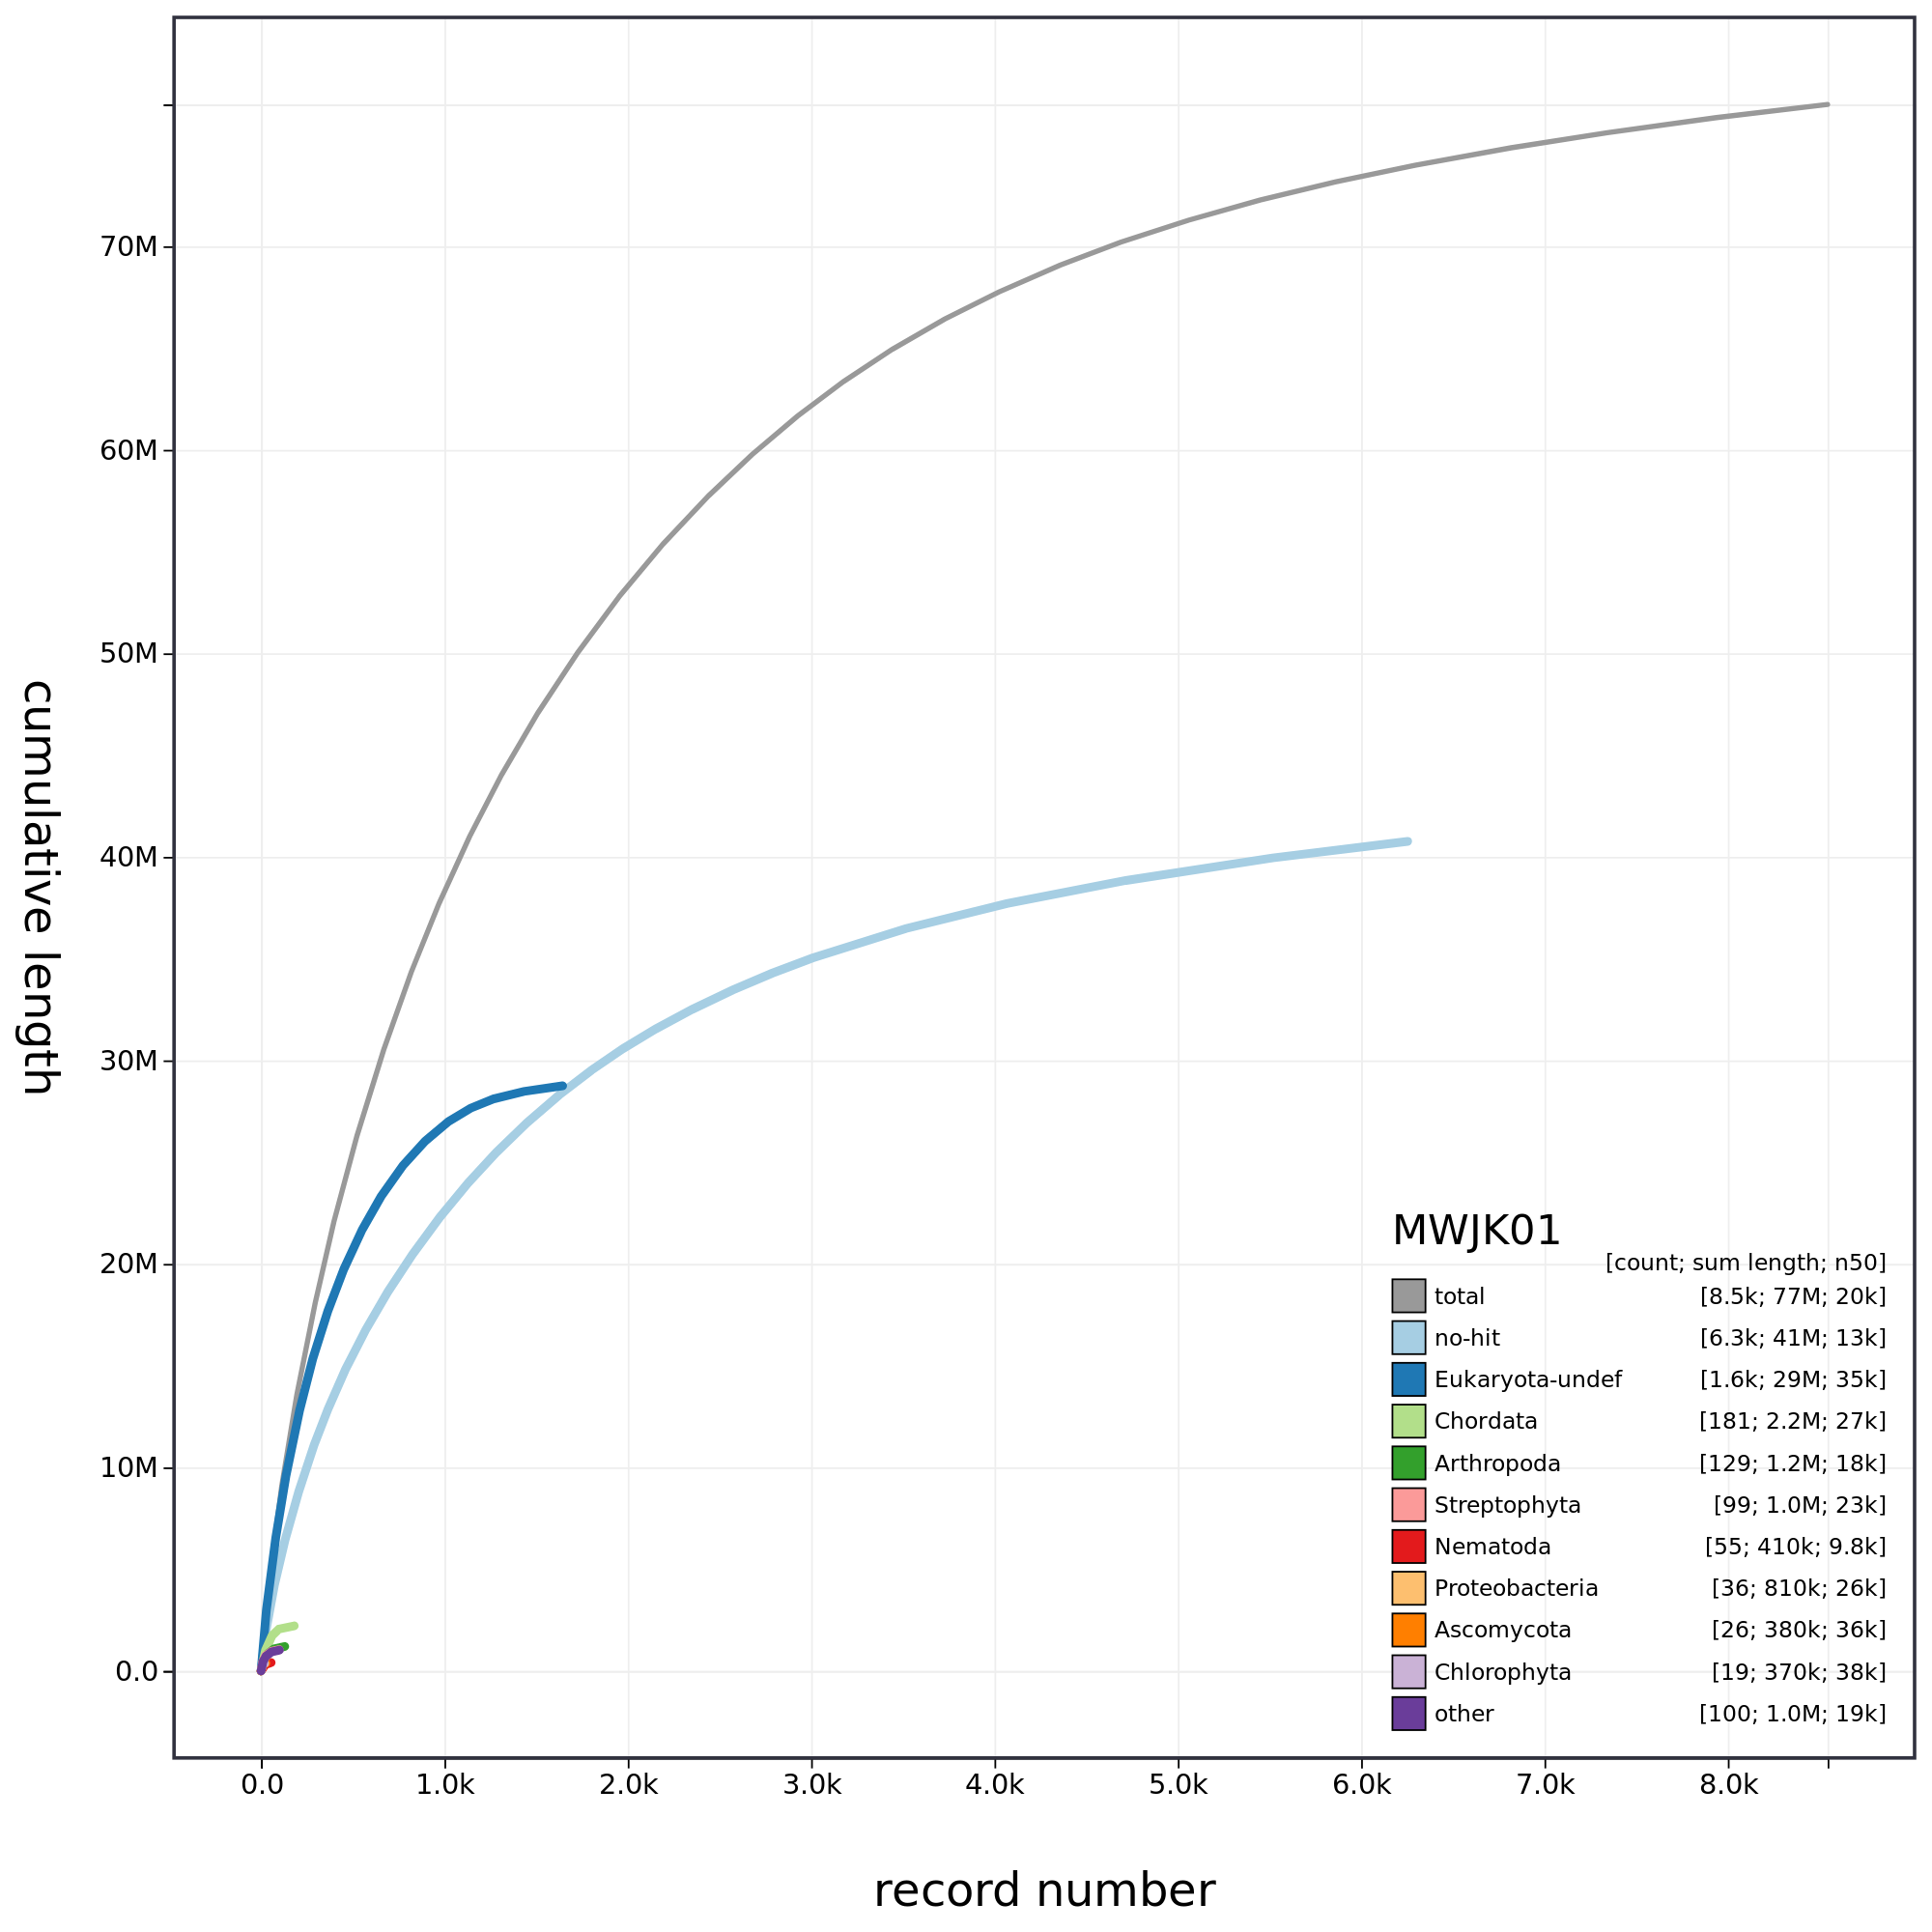 cumulative length
70M
60M
50M
40M
30M
20M
10M
0.0
MWJK01
[count; sum length; n50]
total [8.5k; 77M; 20k]
no-hit [6.3k; 41M; 13k]
Eukaryota-undef [1.6k; 29M; 35k]
Chordata [181; 2.2M; 27k]
Arthropoda [129; 1.2M; 18k]
Streptophyta [99; 1.0M; 23k]
Nematoda [55; 410k; 9.8k]
Proteobacteria [36; 810k; 26k]
Ascomycota [26; 380k; 36k]
Chlorophyta [19; 370k; 38k]
other [100; 1.0M; 19k]
0.0 1.0k 2.0k 3.0k 4.0k 5.0k 6.0k 7.0k 8.0k
record number